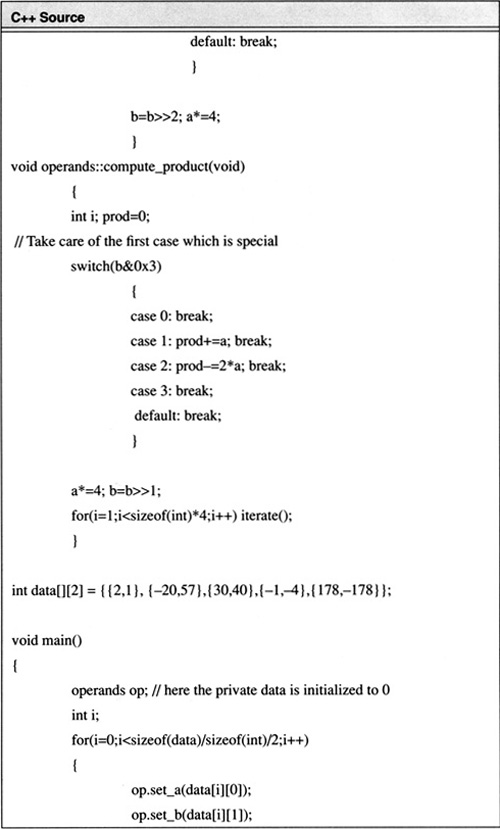 C++ Source
default: break;
}
b=b>>2; a*=4;
}
void operands::compute_product(void)
{
int i; prod=0;
// Take care of the first case which is special
switch(b&0x3)
{
case 0: break;
case 1: prod+=a; break;
case 2: prod–=2*a; break;
case 3: break;
default: break;
}
a*=4; b=b>>1;
for(i=1;i<sizeof(int)*4;i++) iterate();
}
int data[][2] = {{2,1}, {–20,57},{30,40},{–1,–4},{178,–178}};
void main()
{
operands op; // here the private data is initialized to 0
int i;
for(i=0;i<sizeof(data)/sizeof(int)/2;i++)
{
op.set_a(data[i][0]);
op.set_b(data[i][1]);